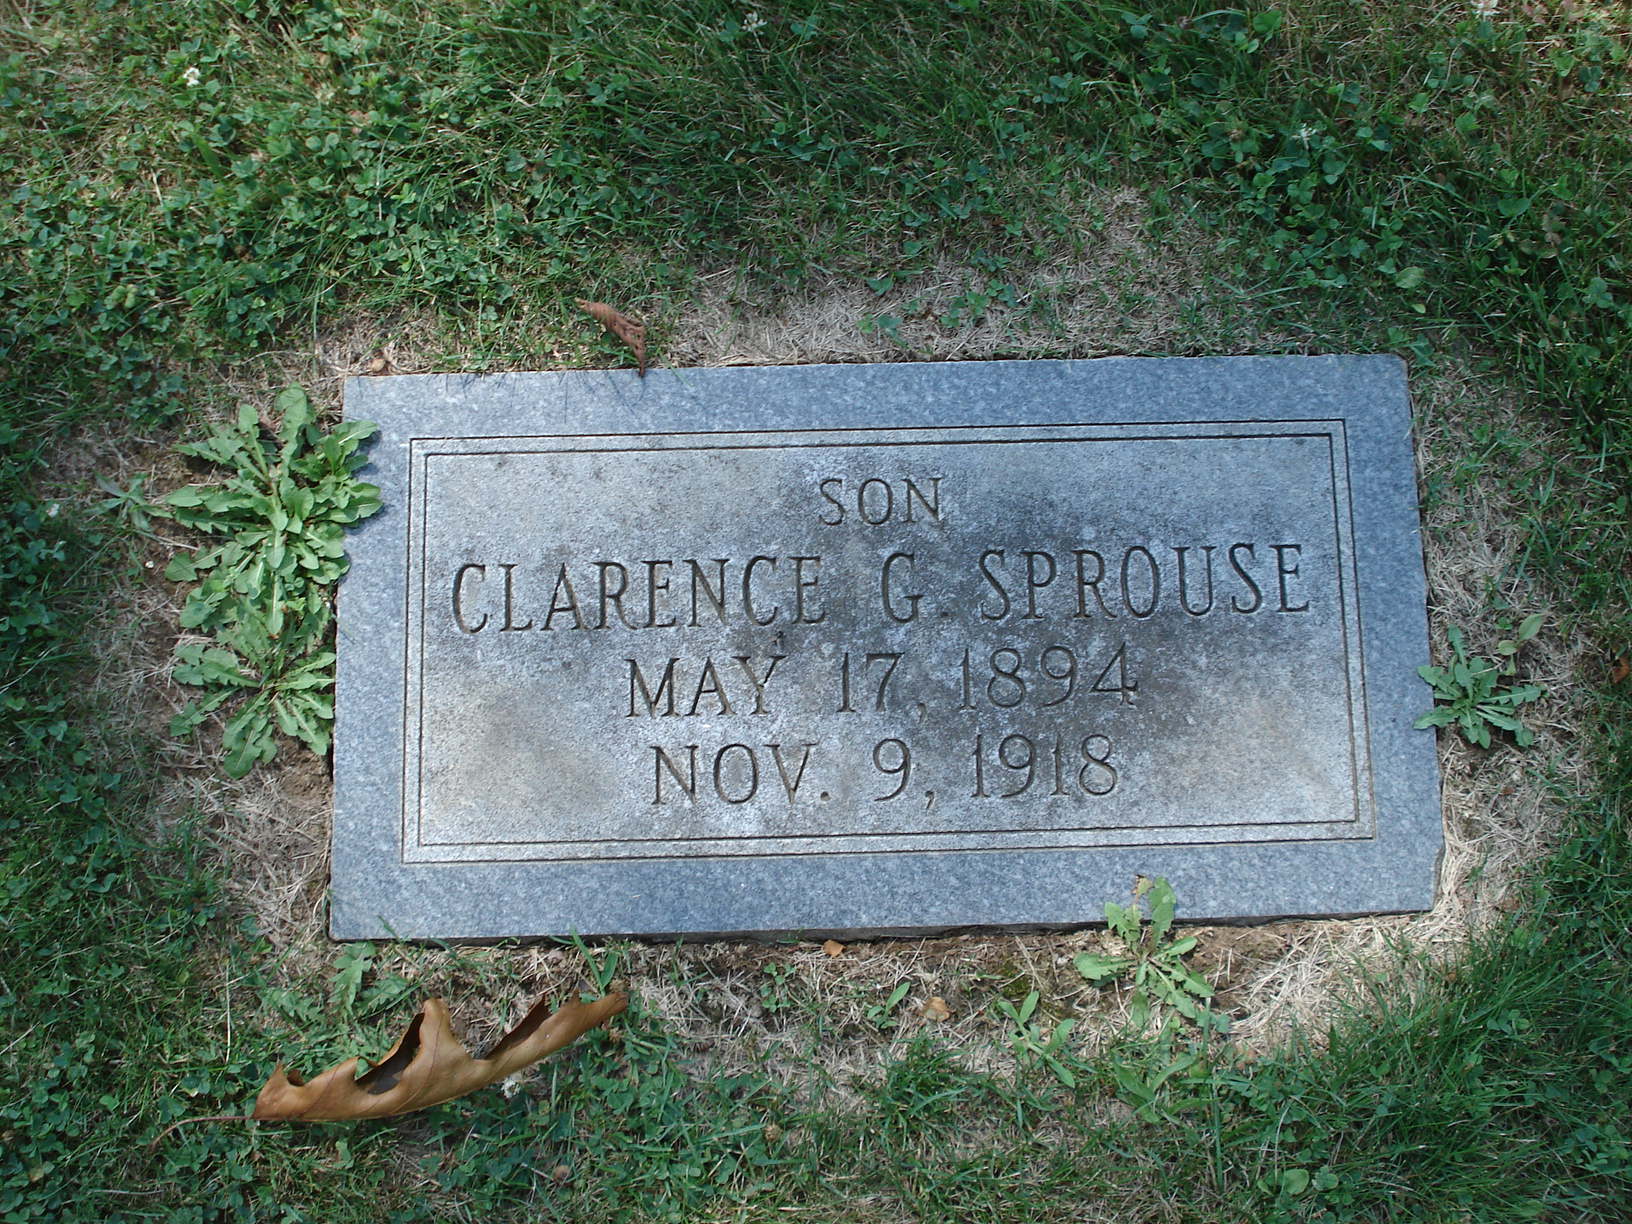 SON
CLARENCE G. SPROUSE
MAY 17, 1894
NOV. 9, 1918